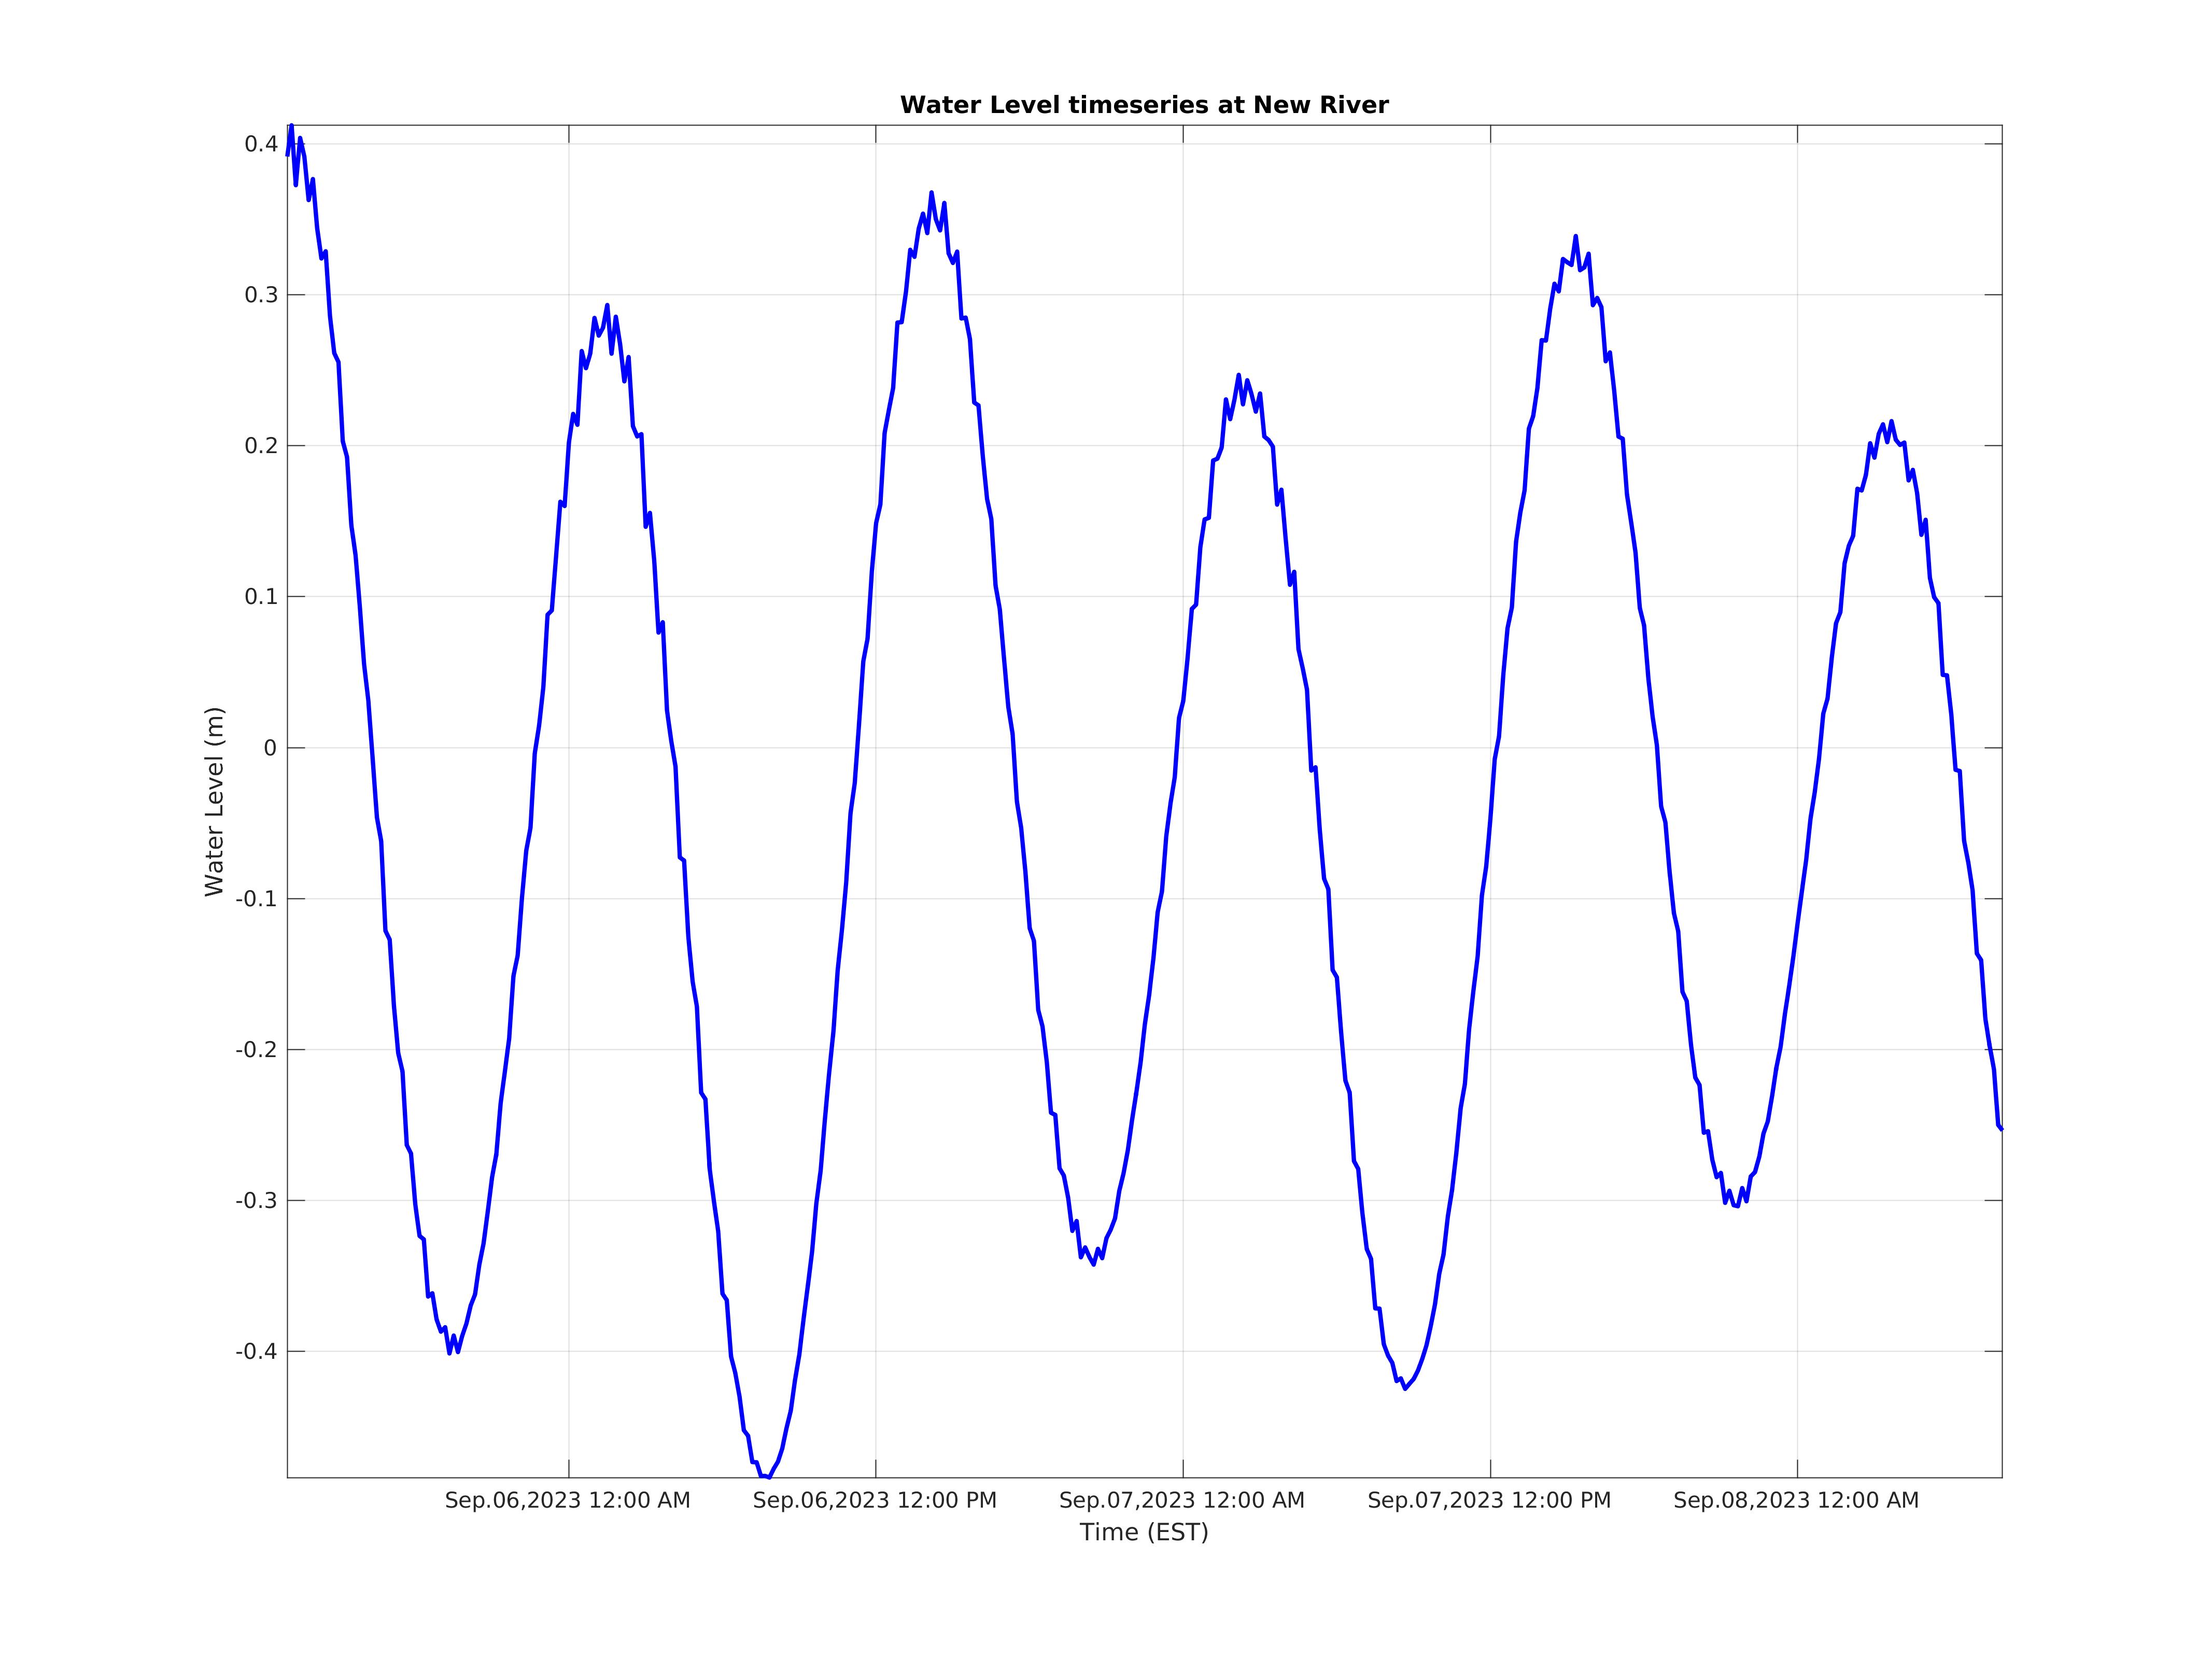 Water Level timeseries at New River
0.4
0.3
0.2
0.1
0
-0.1
-0.2
-0.3
-0.4
Water Level (m)
Sep.06,2023 12:00 AM
Sep.06,2023 12:00 PM
Sep.07,2023 12:00 AM
Sep.07,2023 12:00 PM
Sep.08,2023 12:00 AM
Time (EST)